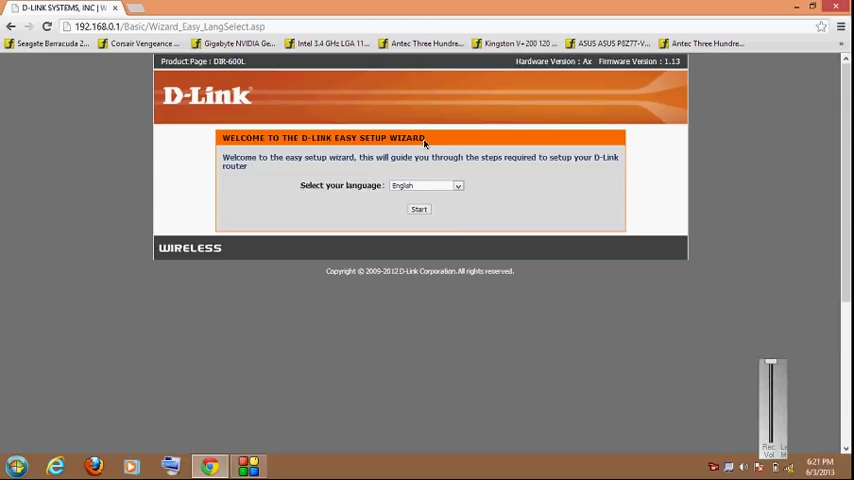 D-LINK SYSTEMS, INC | W
192.168.0.1/Basic/Wizard_Easy_LangSelect.asp
Seagate Barracuda 2... Corsair Vengeance ... Gigabyte NVIDIA Ge... Intel 3.4 GHz LGA 11... Antec Three Hundre... Kingston V+ 200 120 ... ASUS ASUS P8Z77-V... Antec Three Hundre... »
Product Page : DIR-600L Hardware Version : Ax Firmware Version : 1.13
D-Link
WELCOME TO THE D-LINK EASY SETUP WIZARD
Welcome to the easy setup wizard, this will guide you through the steps required to setup your D-Link
router
Select your language : English
Start
WIRELESS
Copyright © 2009-2012 D-Link Corporation. All rights reserved.
Rec
Vol
6:21 PM
6/3/2013